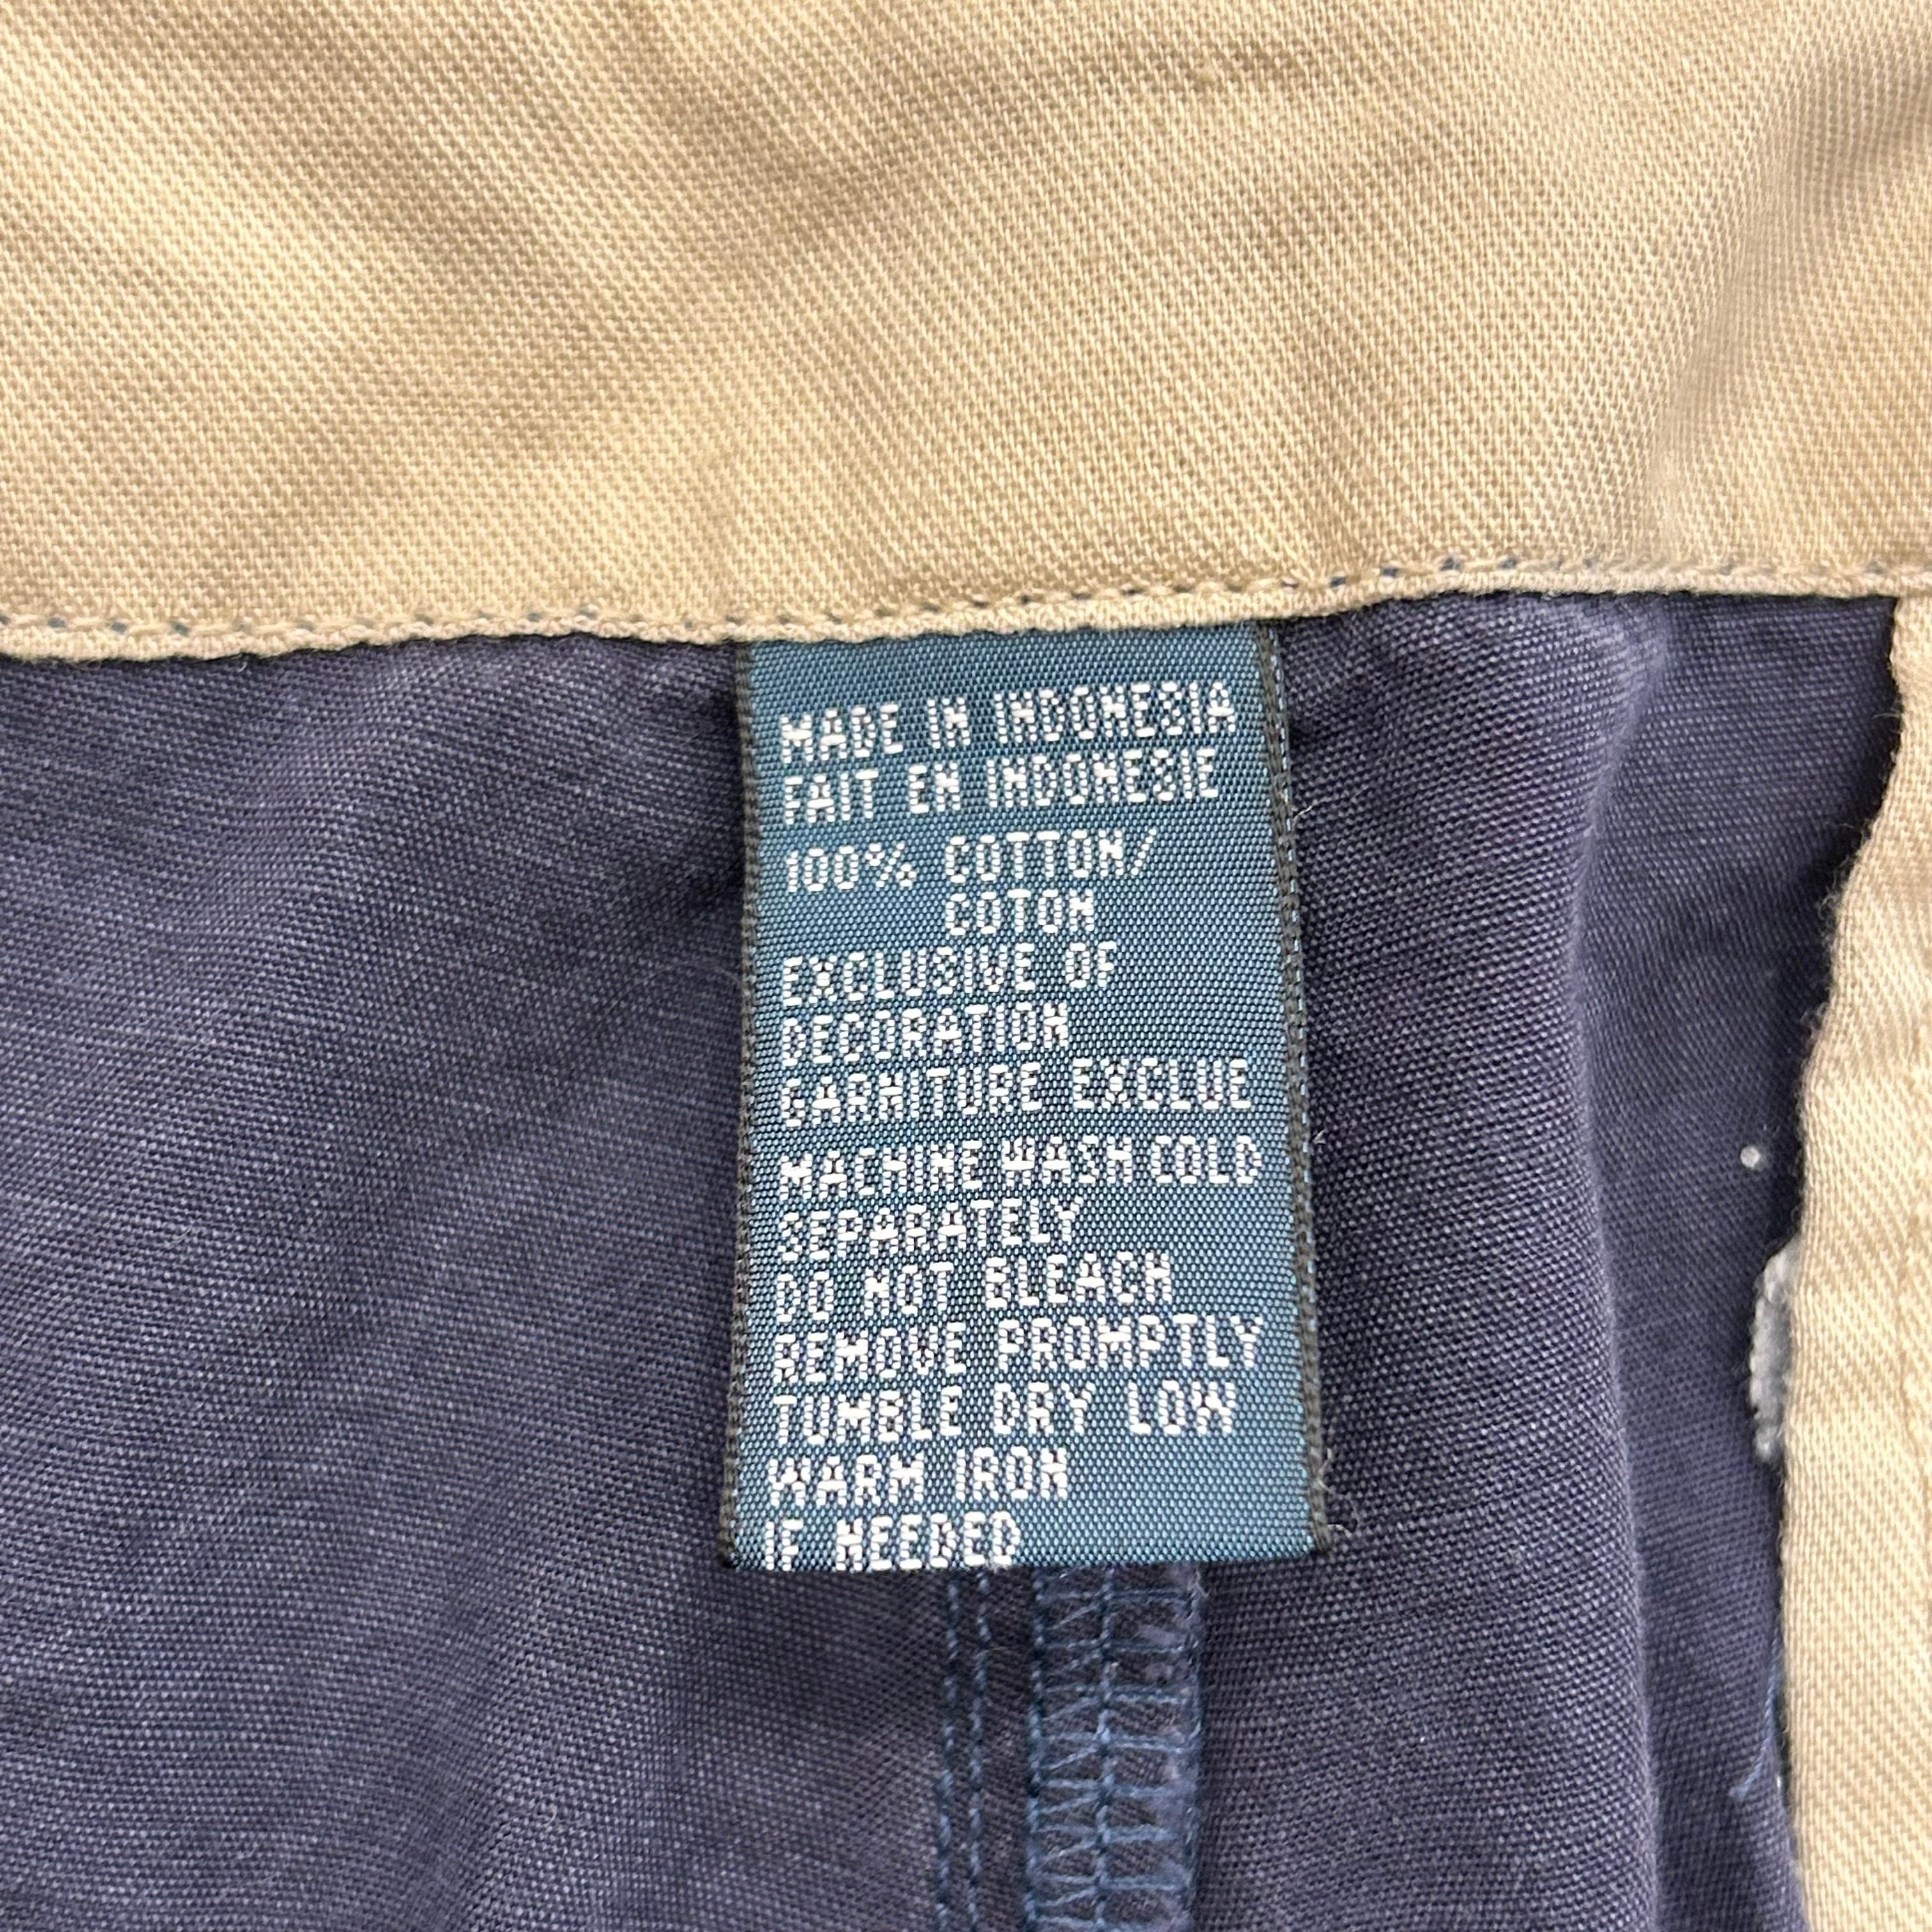 MADE IN INDONESIA
FAIT EN INDONESIE
100% COTTON/
COTON
EXCLUSIVE OF
DECORATION
GARNITURE EXCLUE
MACHINE WASH COLD
SEPARATELY
DO NOT BLEACH
REMOVE PROMPTLY
TUMBLE DRY LOW
WARM IRON
IF NEEDED